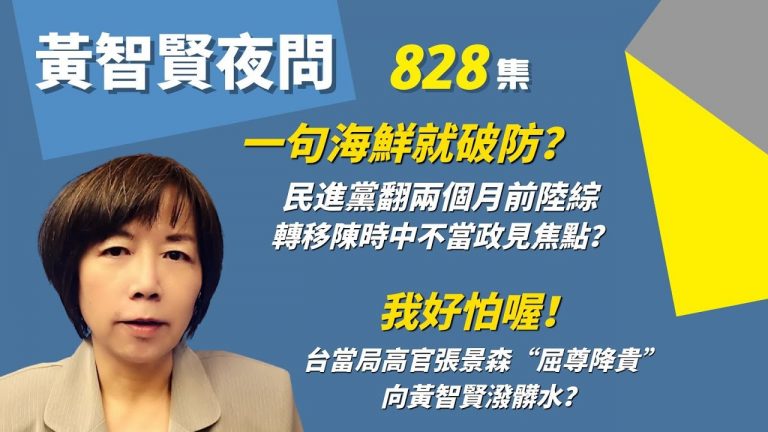 黃智賢夜問 828集
一句海鮮就破防?
民進黨翻兩個月前陸綜
轉移陳時中不當政見焦點?
我好怕喔!
台當局高官張景森“屈尊降貴”
向黃智賢潑髒水?